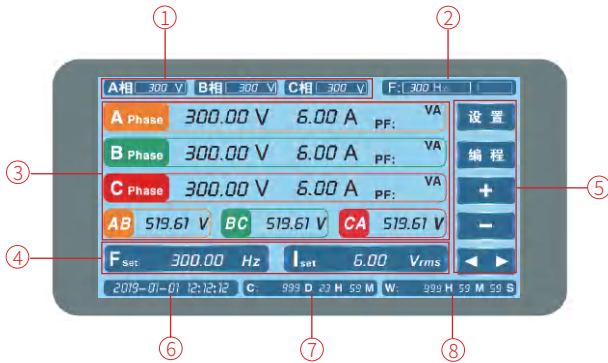 ① ②
A相 300 V B相 300 V C相 300 V F: 300 Hz
A Phase 300.00 V 6.00 A PF: VA 设置
B Phase 300.00 V 6.00 A PF: VA 编程
③ C Phase 300.00 V 6.00 A PF: VA + ⑤
AB 519.61 V BC 519.61 V CA 519.61 V −
④ Fset 300.00 Hz Iset 6.00 Vrms ◀ ▶
2019-01-01 12:12:12 C: 999 D 23 H 59 M W: 999 H 59 M 59 S
⑥ ⑦ ⑧